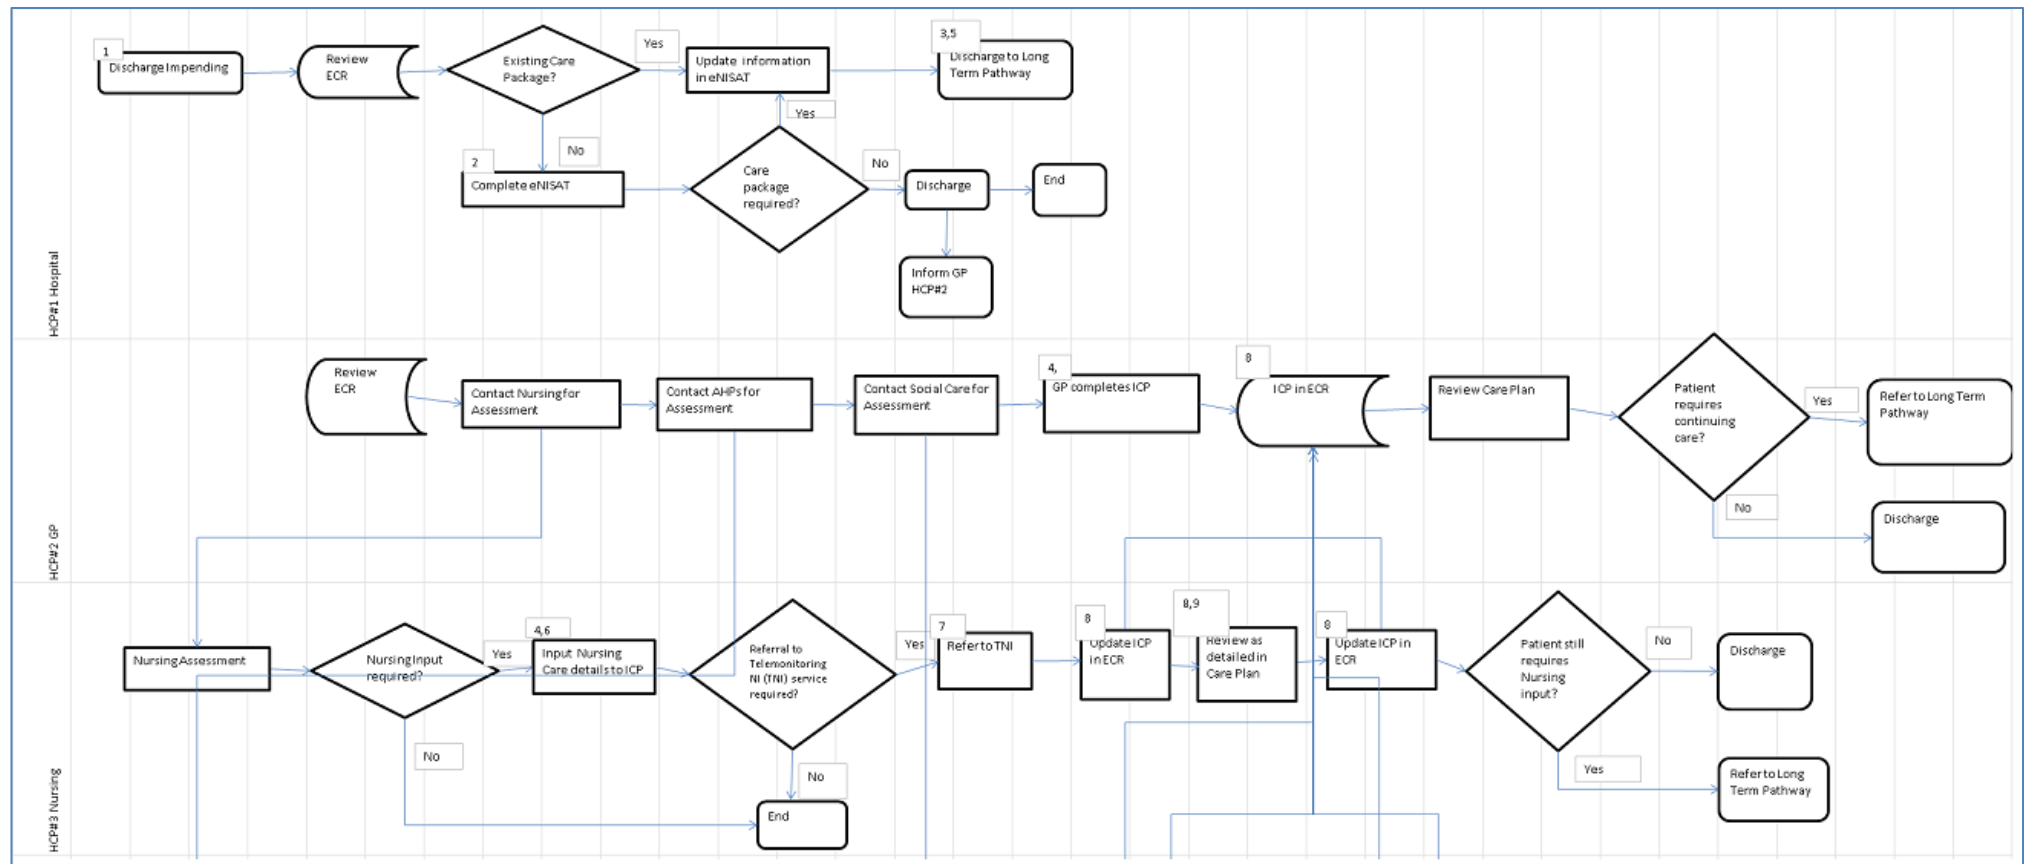 1
Discharge Impending
Review
ECR
Existing Care
Package?
Yes
Update information
in eNISAT
3,5
Discharge to Long
Term Pathway
Yes
No
2
Complete eNISAT
Care
package
required?
No
Discharge
End
Inform GP
HCP#2
HCP#1 Hospital
Review
ECR
Contact Nursing for
Assessment
Contact AHPs for
Assessment
Contact Social Care for
Assessment
4,
GP completes ICP
8
ICP in ECR
Review Care Plan
Patient
requires
continuing
care?
Yes
Refer to Long Term
Pathway
No
Discharge
HCP#2 GP
Nursing Assessment
Nursing Input
required?
Yes
4,6
Input Nursing
Care details to ICP
Referral to
Telemonitoring
NI (TNI) service
required?
Yes
7
Refer to TNI
8
Update ICP
in ECR
8,9
Review as
detailed in
Care Plan
8
Update ICP in
ECR
Patient still
requires
Nursing
input?
No
Discharge
No
No
End
Yes
Refer to Long
Term Pathway
HCP#3 Nursing